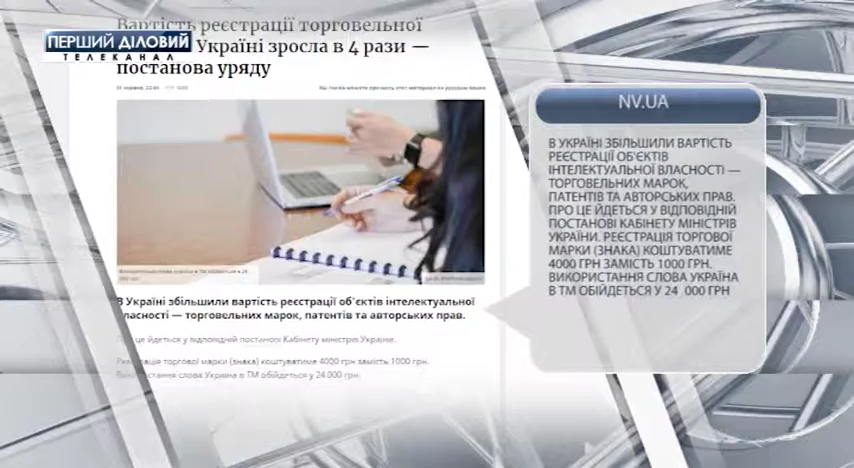 Вартість реєстрації торговельної
Україні зросла в 4 рази —
постанова уряду
ПЕРШИЙ ДІЛОВИЙ
ТЕЛЕКАНАЛ
В Україні збільшили вартість реєстрації об'єктів інтелектуальної
власності — торговельних марок, патентів та авторських прав.
це йдеться у відповідній постанові Кабінету міністрів України.
Реєстрація торгової марки (знака) коштуватиме 4000 грн замість 1000 грн.
Використання слова Україна в ТМ обійдеться у 24 000 грн.
NV.UA
В УКРАЇНІ ЗБІЛЬШИЛИ ВАРТІСТЬ
РЕЄСТРАЦІЇ ОБ'ЄКТІВ
ІНТЕЛЕКТУАЛЬНОЇ ВЛАСНОСТІ —
ТОРГОВЕЛЬНИХ МАРОК,
ПАТЕНТІВ ТА АВТОРСЬКИХ ПРАВ.
ПРО ЦЕ ЙДЕТЬСЯ У ВІДПОВІДНІЙ
ПОСТАНОВІ КАБІНЕТУ МІНІСТРІВ
УКРАЇНИ. РЕЄСТРАЦІЯ ТОРГОВОЇ
МАРКИ (ЗНАКА) КОШТУВАТИМЕ
4000 ГРН ЗАМІСТЬ 1000 ГРН.
ВИКОРИСТАННЯ СЛОВА УКРАЇНА
В ТМ ОБІЙДЕТЬСЯ У 24 000 ГРН